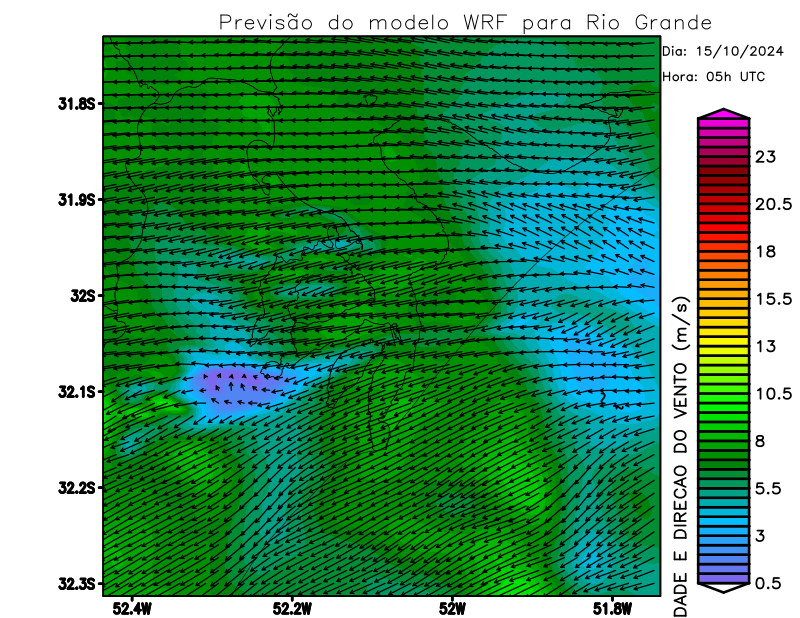 Previsão do modelo WRF para Rio Grande
Dia: 15/10/2024
Hora: 05h UTC
31.8S
31.9S
32S
32.1S
32.2S
32.3S
52.4W
52.2W
52W
51.8W
DADE E DIRECAO DO VENTO (m/s)
23
20.5
18
15.5
13
10.5
8
5.5
3
0.5